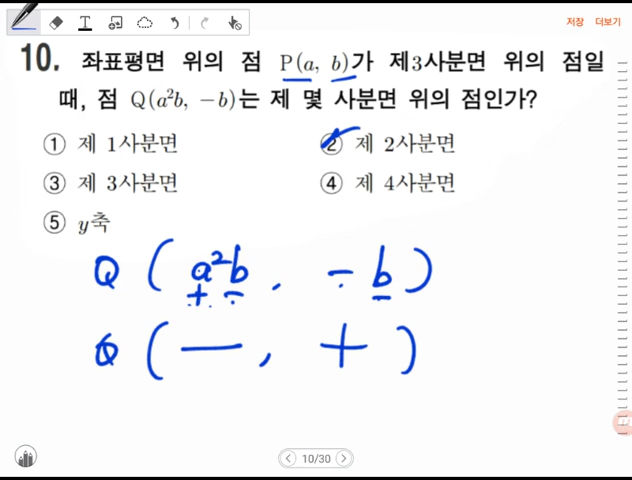 저장 더보기
10. 좌표평면 위의 점 P(a, b)가 제3사분면 위의 점일
때, 점 Q(a²b, −b)는 제 몇 사분면 위의 점인가?
① 제 1사분면 ② 제 2사분면
③ 제 3사분면 ④ 제 4사분면
⑤ y축
Q ( a²b , − b )
+ −
Q ( − , + )
10/30